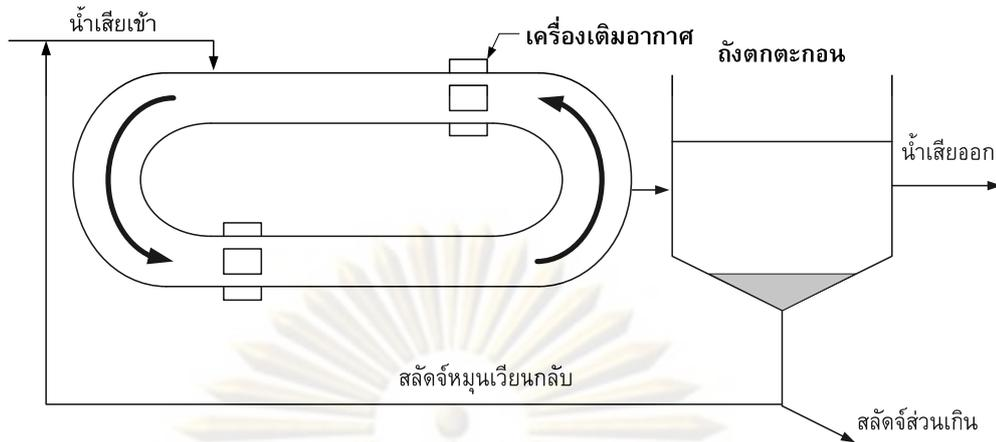 น้ำเสียเข้า
เครื่องเติมอากาศ
ถังตกตะกอน
น้ำเสียออก
สลัดจ์หมุนเวียนกลับ
สลัดจ์ส่วนเกิน